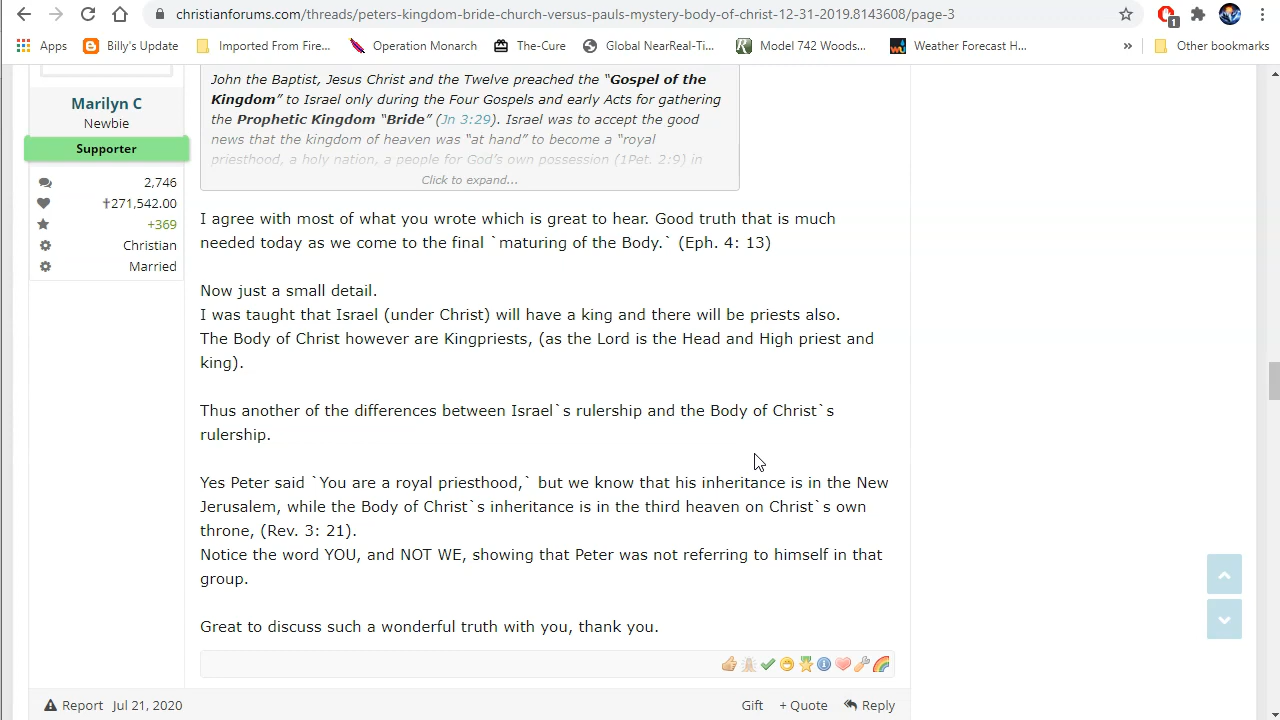 christianforums.com/threads/peters-kingdom-bride-church-versus-pauls-mystery-body-of-christ-12-31-2019.8143608/page-3
1
Apps Billy's Update Imported From Fire... Operation Monarch The-Cure Global NearReal-Ti... Model 742 Woods... Weather Forecast H... » Other bookmarks
John the Baptist, Jesus Christ and the Twelve preached the “Gospel of the
Kingdom” to Israel only during the Four Gospels and early Acts for gathering
the Prophetic Kingdom “Bride” (Jn 3:29). Israel was to accept the good
news that the kingdom of heaven was “at hand” to become a “royal
priesthood, a holy nation, a people for God’s own possession (1Pet. 2:9) in
Click to expand...
Marilyn C
Newbie
Supporter
2,746
✝271,542.00
+369
Christian
Married
I agree with most of what you wrote which is great to hear. Good truth that is much
needed today as we come to the final `maturing of the Body.` (Eph. 4: 13)
Now just a small detail.
I was taught that Israel (under Christ) will have a king and there will be priests also.
The Body of Christ however are Kingpriests, (as the Lord is the Head and High priest and
king).
Thus another of the differences between Israel`s rulership and the Body of Christ`s
rulership.
Yes Peter said `You are a royal priesthood,` but we know that his inheritance is in the New
Jerusalem, while the Body of Christ`s inheritance is in the third heaven on Christ`s own
throne, (Rev. 3: 21).
Notice the word YOU, and NOT WE, showing that Peter was not referring to himself in that
group.
Great to discuss such a wonderful truth with you, thank you.
Report Jul 21, 2020 Gift + Quote Reply